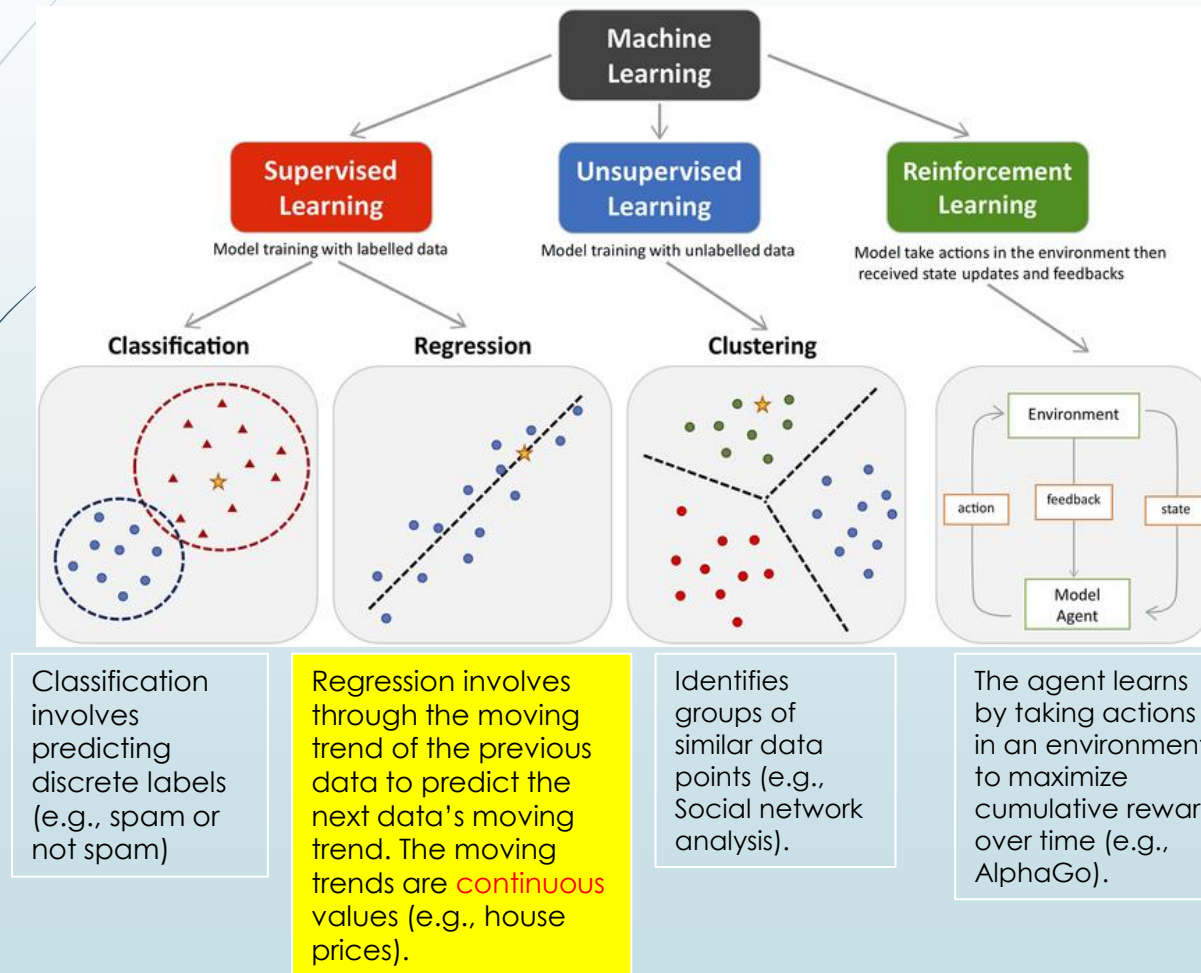 Machine
Learning
Supervised
Learning
Unsupervised
Learning
Reinforcement
Learning
Model training with labelled data
Model training with unlabelled data
Model take actions in the environment then
received state updates and feedbacks
Classification
Regression
Clustering
Environment
action
feedback
state
Model
Agent
Classification
involves
predicting
discrete labels
(e.g., spam or
not spam)
Regression involves
through the moving
trend of the previous
data to predict the
next data's moving
trend. The moving
trends are continuous
values (e.g., house
prices).
Identifies
groups of
similar data
points (e.g.,
Social network
analysis).
The agent learns
by taking actions
in an environment
to maximize
cumulative rewar
over time (e.g.,
AlphaGo).